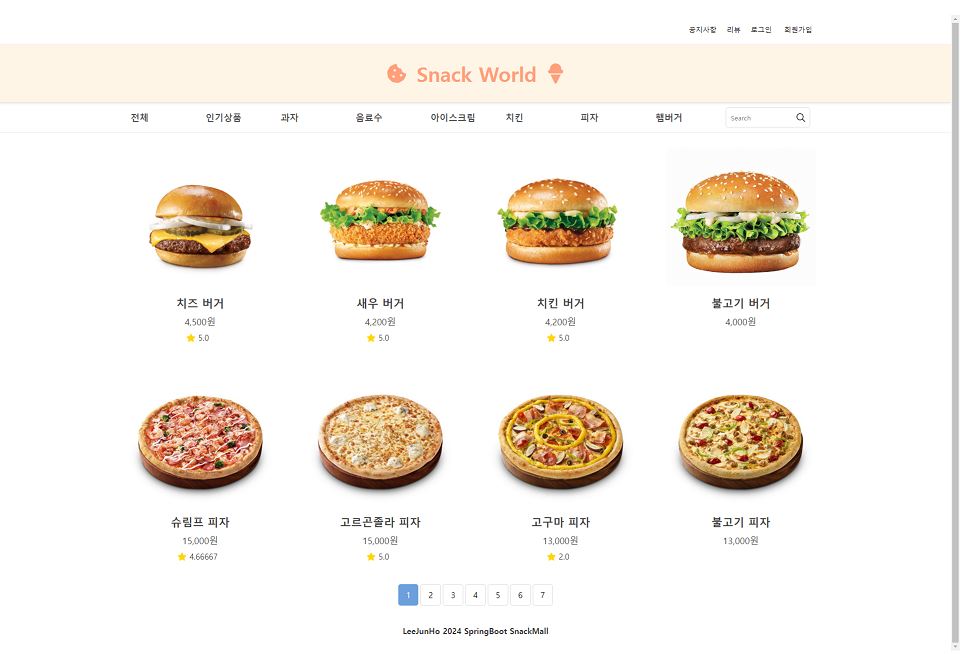 공지사항 리뷰 로그인 회원가입
Snack World
전체 인기상품 과자 음료수 아이스크림 치킨 피자 햄버거 Search
치즈 버거 새우 버거 치킨 버거 불고기 버거
4,500원 4,200원 4,200원 4,000원
5.0 5.0 5.0
슈림프 피자 고르곤졸라 피자 고구마 피자 불고기 피자
15,000원 15,000원 13,000원 13,000원
4.66667 5.0 2.0
1 2 3 4 5 6 7
LeeJunHo 2024 SpringBoot SnackMall